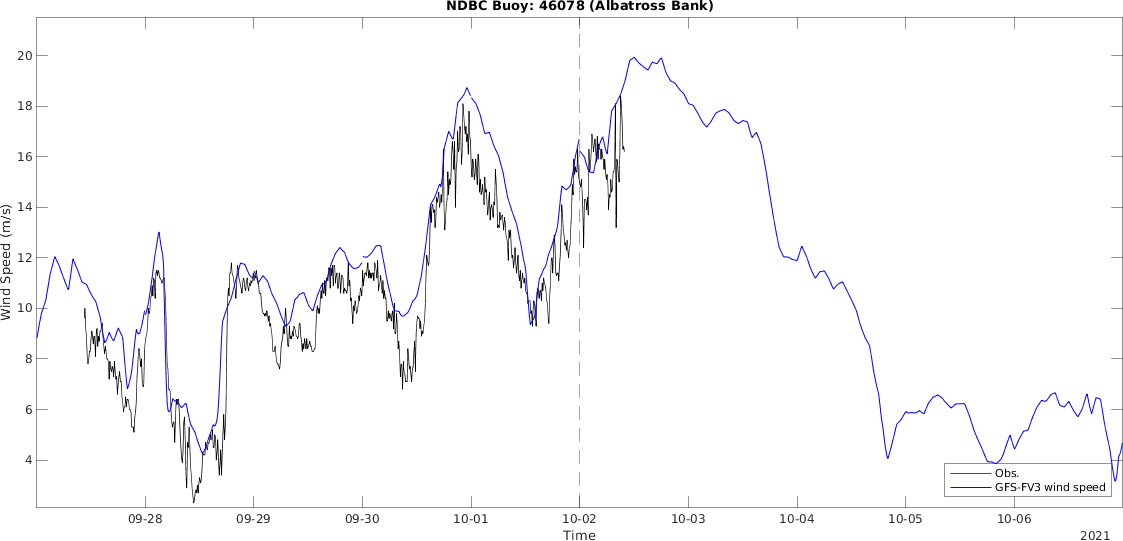 NDBC Buoy: 46078 (Albatross Bank)
20
18
16
14
12
10
8
6
4
Wind Speed (m/s)
Obs.
GFS-FV3 wind speed
09-28 09-29 09-30 10-01 10-02 10-03 10-04 10-05 10-06
Time
2021